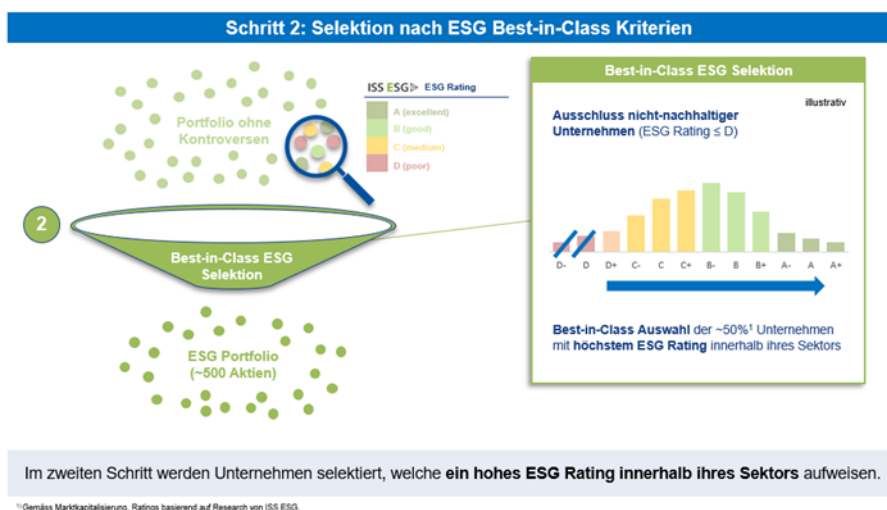 Schritt 2: Selektion nach ESG Best-in-Class Kriterien
Portfolio ohne
Kontroversen
ISS ESG ESG Rating
A (excellent)
B (good)
C (medium)
D (poor)
2
Best-in-Class ESG
Selektion
ESG Portfolio
(~500 Aktien)
Best-in-Class ESG Selektion
illustrativ
Ausschluss nicht-nachhaltiger
Unternehmen (ESG Rating ≤ D)
D- D D+ C- C C+ B- B B+ A- A A+
Best-in-Class Auswahl der ~50%¹ Unternehmen
mit höchstem ESG Rating innerhalb ihres Sektors
Im zweiten Schritt werden Unternehmen selektiert, welche ein hohes ESG Rating innerhalb ihres Sektors aufweisen.
¹⁾ Gemäss Marktkapitalisierung. Ratings basierend auf Research von ISS ESG.